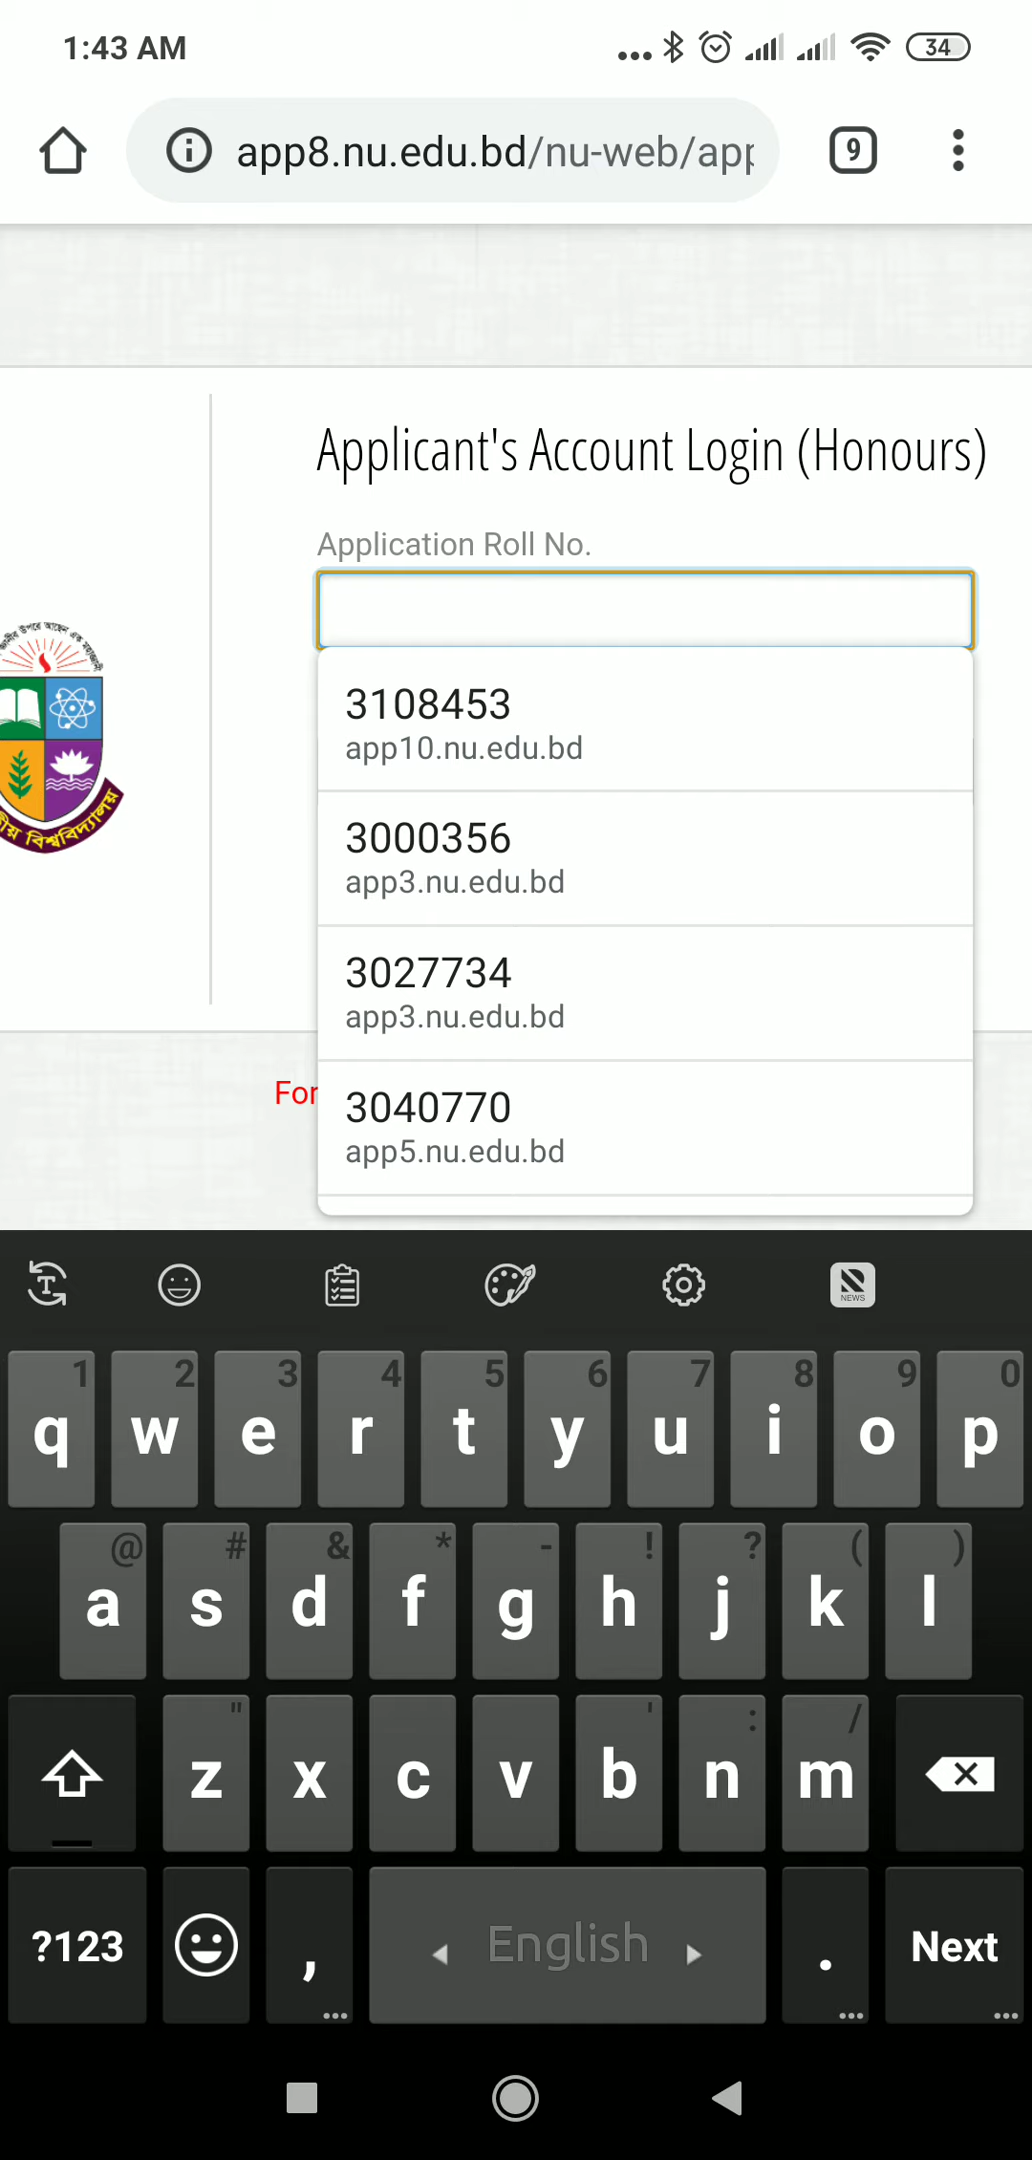 1:43 AM
34
app8.nu.edu.bd/nu-web/app
9
Applicant's Account Login (Honours)
Application Roll No.
3108453
app10.nu.edu.bd
3000356
app3.nu.edu.bd
3027734
app3.nu.edu.bd
For
3040770
app5.nu.edu.bd
T
NEWS
1 2 3 4 5 6 7 8 9 0
q w e r t y u i o p
@ # & * - ! ? ( )
a s d f g h j k l
" ' : /
z x c v b n m
?123 , English . Next